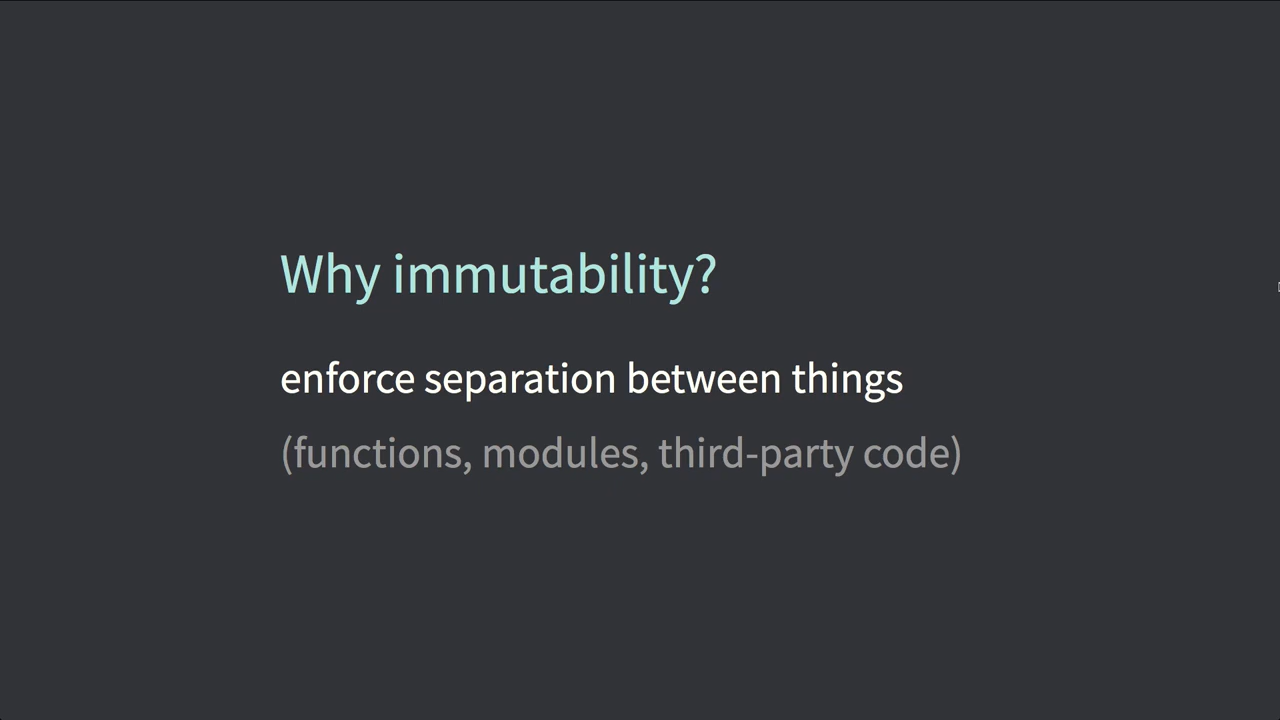 Why immutability?
enforce separation between things
(functions, modules, third-party code)